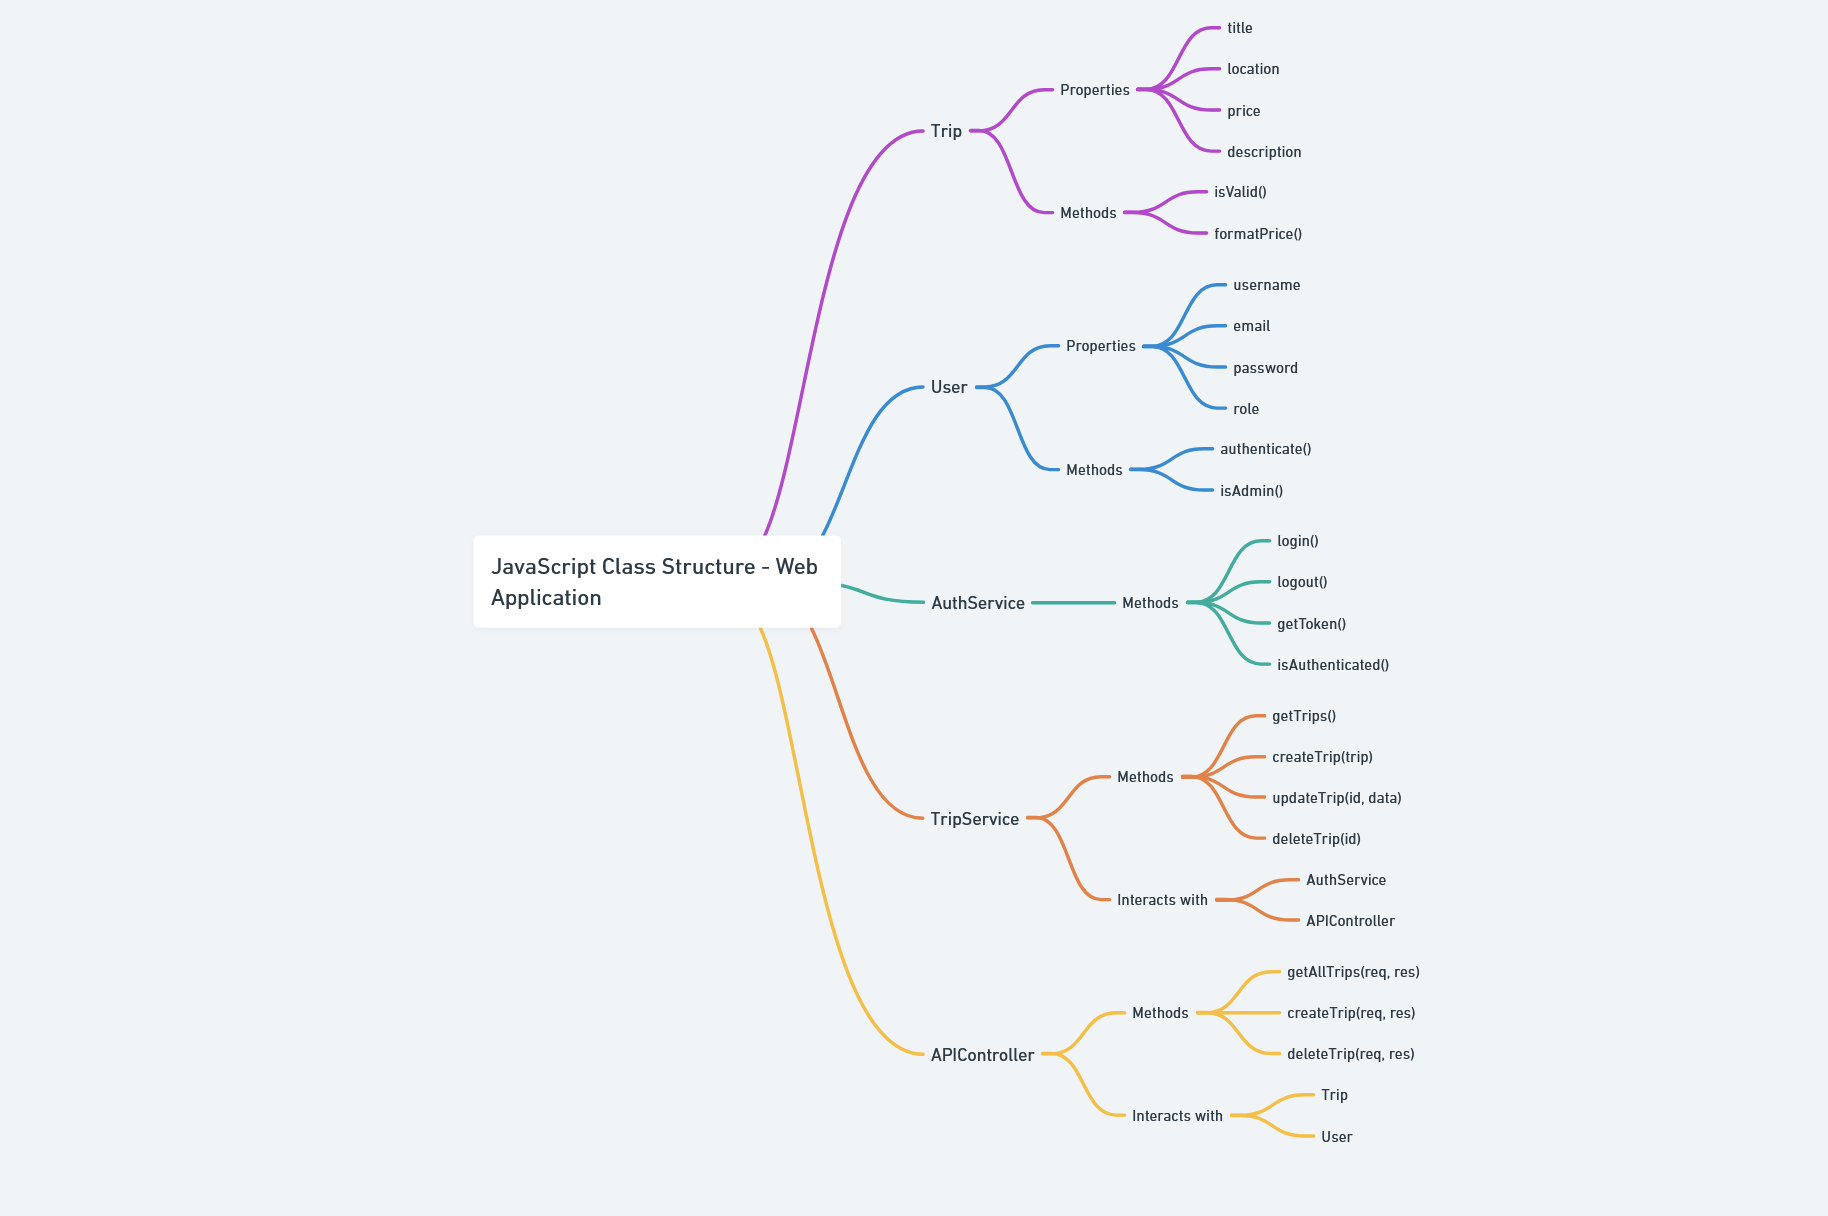 JavaScript Class Structure - Web
Application
Trip
Properties
title
location
price
description
Methods
isValid()
formatPrice()
User
Properties
username
email
password
role
Methods
authenticate()
isAdmin()
AuthService
Methods
login()
logout()
getToken()
isAuthenticated()
TripService
Methods
getTrips()
createTrip(trip)
updateTrip(id, data)
deleteTrip(id)
Interacts with
AuthService
APIController
APIController
Methods
getAllTrips(req, res)
createTrip(req, res)
deleteTrip(req, res)
Interacts with
Trip
User